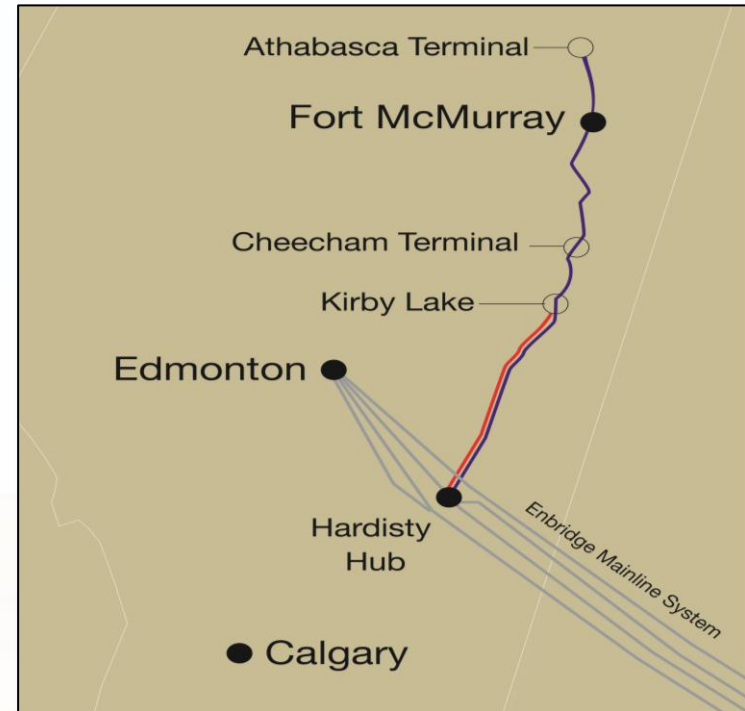 Athabasca Terminal
Fort McMurray
Cheecham Terminal
Kirby Lake
Edmonton
Hardisty
Hub
Enbridge Mainline System
Calgary